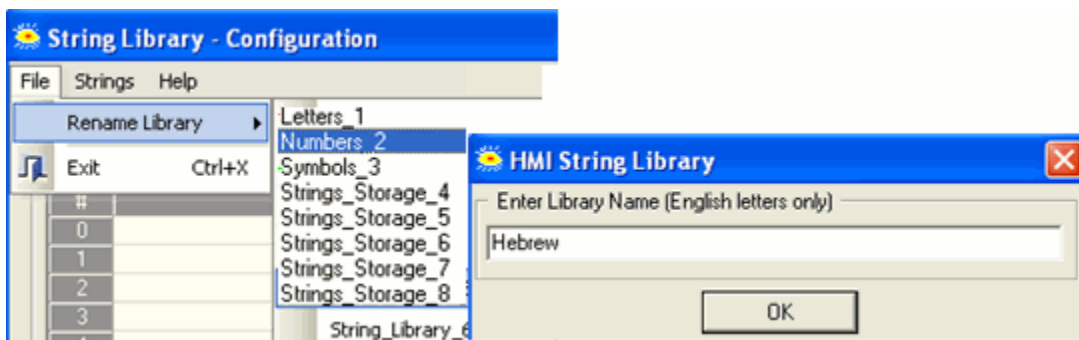 String Library - Configuration
File Strings Help
Rename Library
Exit Ctrl+X
Letters_1
Numbers_2
Symbols_3
Strings_Storage_4
Strings_Storage_5
Strings_Storage_6
Strings_Storage_7
Strings_Storage_8
#
0
1
2
3
HMI String Library
Enter Library Name (English letters only)
Hebrew
OK